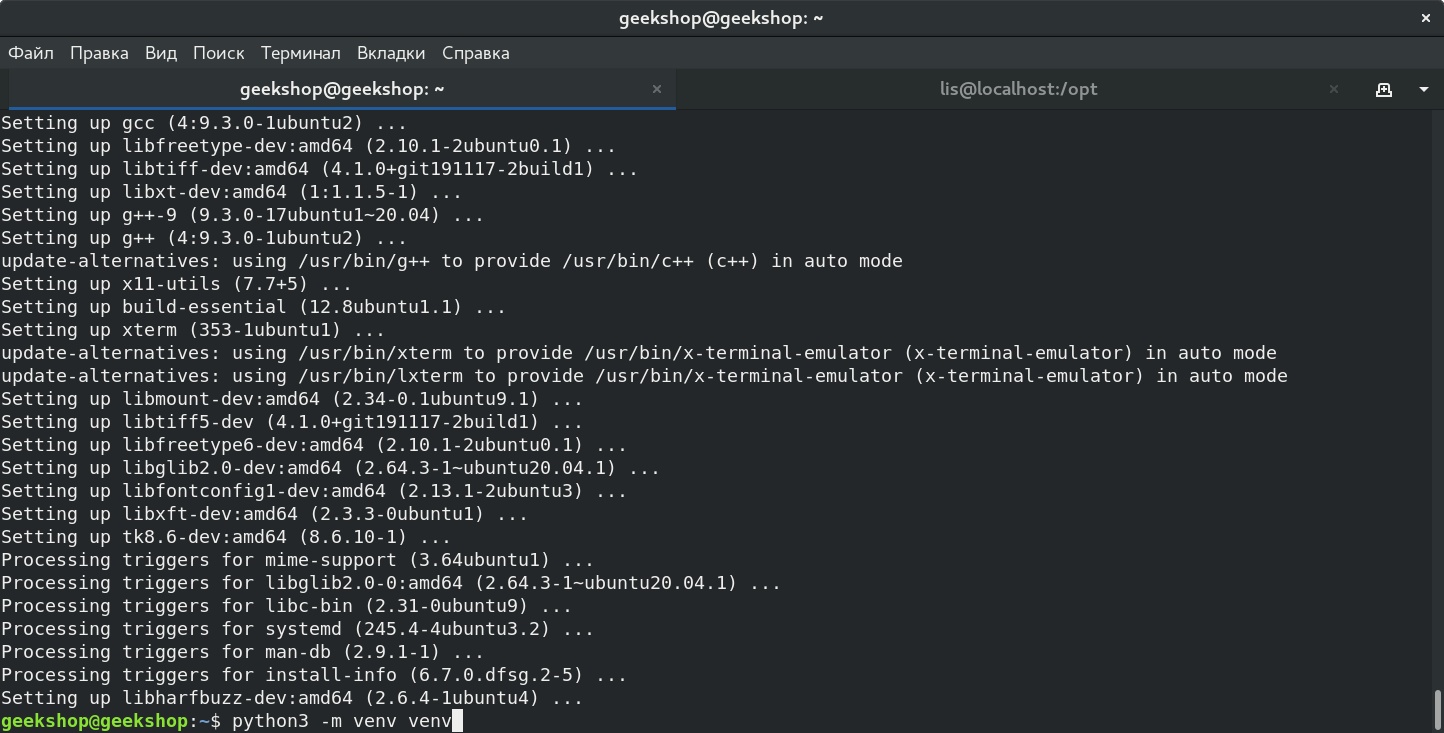 geekshop@geekshop: ~
Файл Правка Вид Поиск Терминал Вкладки Справка
geekshop@geekshop: ~ lis@localhost:/opt
Setting up gcc (4:9.3.0-1ubuntu2) ...
Setting up libfreetype-dev:amd64 (2.10.1-2ubuntu0.1) ...
Setting up libtiff-dev:amd64 (4.1.0+git191117-2build1) ...
Setting up libxt-dev:amd64 (1:1.1.5-1) ...
Setting up g++-9 (9.3.0-17ubuntu1~20.04) ...
Setting up g++ (4:9.3.0-1ubuntu2) ...
update-alternatives: using /usr/bin/g++ to provide /usr/bin/c++ (c++) in auto mode
Setting up x11-utils (7.7+5) ...
Setting up build-essential (12.8ubuntu1.1) ...
Setting up xterm (353-1ubuntu1) ...
update-alternatives: using /usr/bin/xterm to provide /usr/bin/x-terminal-emulator (x-terminal-emulator) in auto mode
update-alternatives: using /usr/bin/lxterm to provide /usr/bin/x-terminal-emulator (x-terminal-emulator) in auto mode
Setting up libmount-dev:amd64 (2.34-0.1ubuntu9.1) ...
Setting up libtiff5-dev (4.1.0+git191117-2build1) ...
Setting up libfreetype6-dev:amd64 (2.10.1-2ubuntu0.1) ...
Setting up libglib2.0-dev:amd64 (2.64.3-1~ubuntu20.04.1) ...
Setting up libfontconfig1-dev:amd64 (2.13.1-2ubuntu3) ...
Setting up libxft-dev:amd64 (2.3.3-0ubuntu1) ...
Setting up tk8.6-dev:amd64 (8.6.10-1) ...
Processing triggers for mime-support (3.64ubuntu1) ...
Processing triggers for libglib2.0-0:amd64 (2.64.3-1~ubuntu20.04.1) ...
Processing triggers for libc-bin (2.31-0ubuntu9) ...
Processing triggers for systemd (245.4-4ubuntu3.2) ...
Processing triggers for man-db (2.9.1-1) ...
Processing triggers for install-info (6.7.0.dfsg.2-5) ...
Setting up libharfbuzz-dev:amd64 (2.6.4-1ubuntu4) ...
geekshop@geekshop:~$ python3 -m venv venv